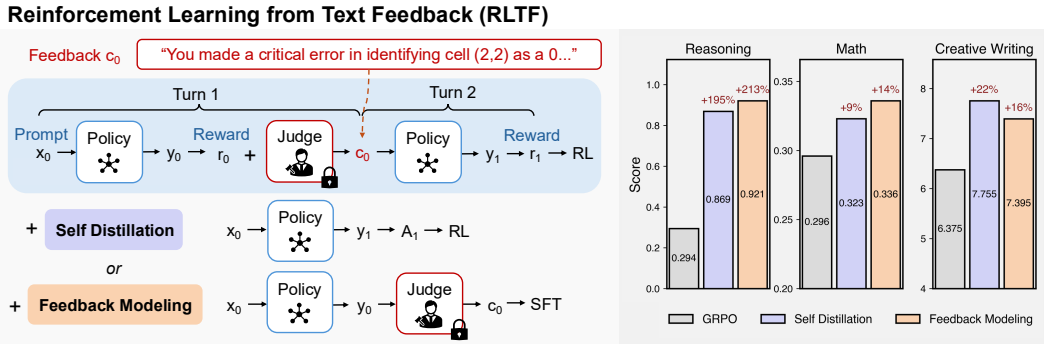 Reinforcement Learning from Text Feedback (RLTF)
Feedback c₀
“You made a critical error in identifying cell (2,2) as a 0...”
Turn 1
Turn 2
Prompt
x₀
Policy
y₀
Reward
r₀
+
Judge
c₀
Policy
y₁
Reward
r₁
RL
+
Self Distillation
x₀
Policy
y₁
A₁
RL
or
+
Feedback Modeling
x₀
Policy
y₀
Judge
c₀
SFT
Score
Reasoning
1.0
0.8
0.6
0.4
0.2
0.0
0.294
+195%
0.869
+213%
0.921
Math
0.35
0.30
0.25
0.20
0.296
+9%
0.323
+14%
0.336
Creative Writing
8
7
6
5
4
6.375
+22%
7.755
+16%
7.395
GRPO
Self Distillation
Feedback Modeling